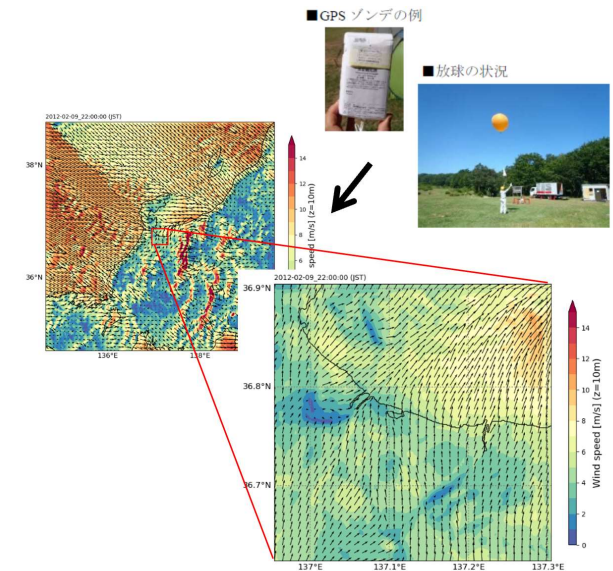 ■GPS ゾンデの例
■放球の状況
2012-02-09_22:00:00 (JST)
38°N
36°N
136°E
138°E
14
12
10
8
6
speed [m/s] (z=10m)
2012-02-09_22:00:00 (JST)
36.9°N
36.8°N
36.7°N
137°E
137.1°E
137.2°E
137.3°E
14
12
10
8
6
4
2
0
Wind speed [m/s] (z=10m)